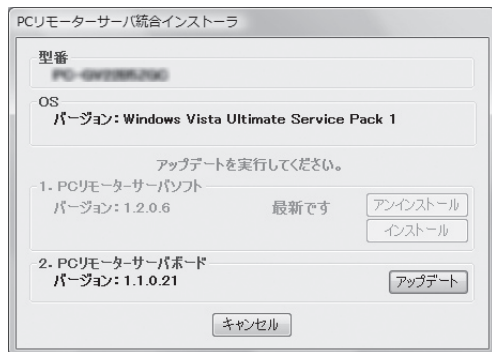 PCリモーターサーバ統合インストーラ
型番
OS
バージョン：Windows Vista Ultimate Service Pack 1
アップデートを実行してください。
1. PCリモーターサーバソフト
バージョン：1.2.0.6 最新です アンインストール
インストール
2. PCリモーターサーバボード
バージョン：1.1.0.21 アップデート
キャンセル